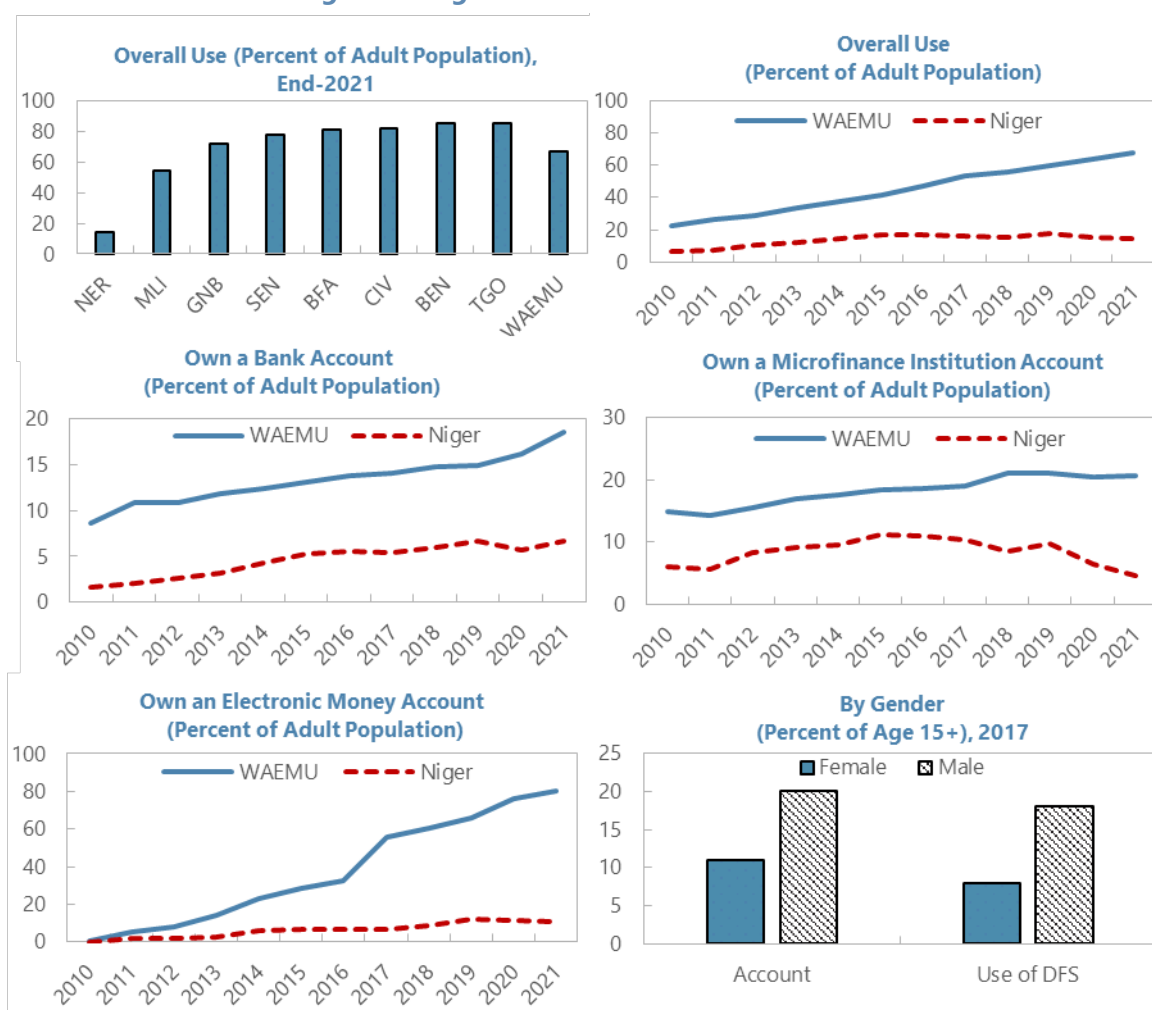 Overall Use (Percent of Adult Population),
End-2021
100
80
60
40
20
0
NER
MLI
GNB
SEN
BFA
CIV
BEN
TGO
WAEMU
Overall Use
(Percent of Adult Population)
WAEMU
Niger
100
80
60
40
20
0
2010
2011
2012
2013
2014
2015
2016
2017
2018
2019
2020
2021
Own a Bank Account
(Percent of Adult Population)
WAEMU
Niger
20
15
10
5
0
2010
2011
2012
2013
2014
2015
2016
2017
2018
2019
2020
2021
Own a Microfinance Institution Account
(Percent of Adult Population)
WAEMU
Niger
30
20
10
0
2010
2011
2012
2013
2014
2015
2016
2017
2018
2019
2020
2021
Own an Electronic Money Account
(Percent of Adult Population)
WAEMU
Niger
100
80
60
40
20
0
2010
2011
2012
2013
2014
2015
2016
2017
2018
2019
2020
2021
By Gender
(Percent of Age 15+), 2017
Female
Male
25
20
15
10
5
0
Account
Use of DFS